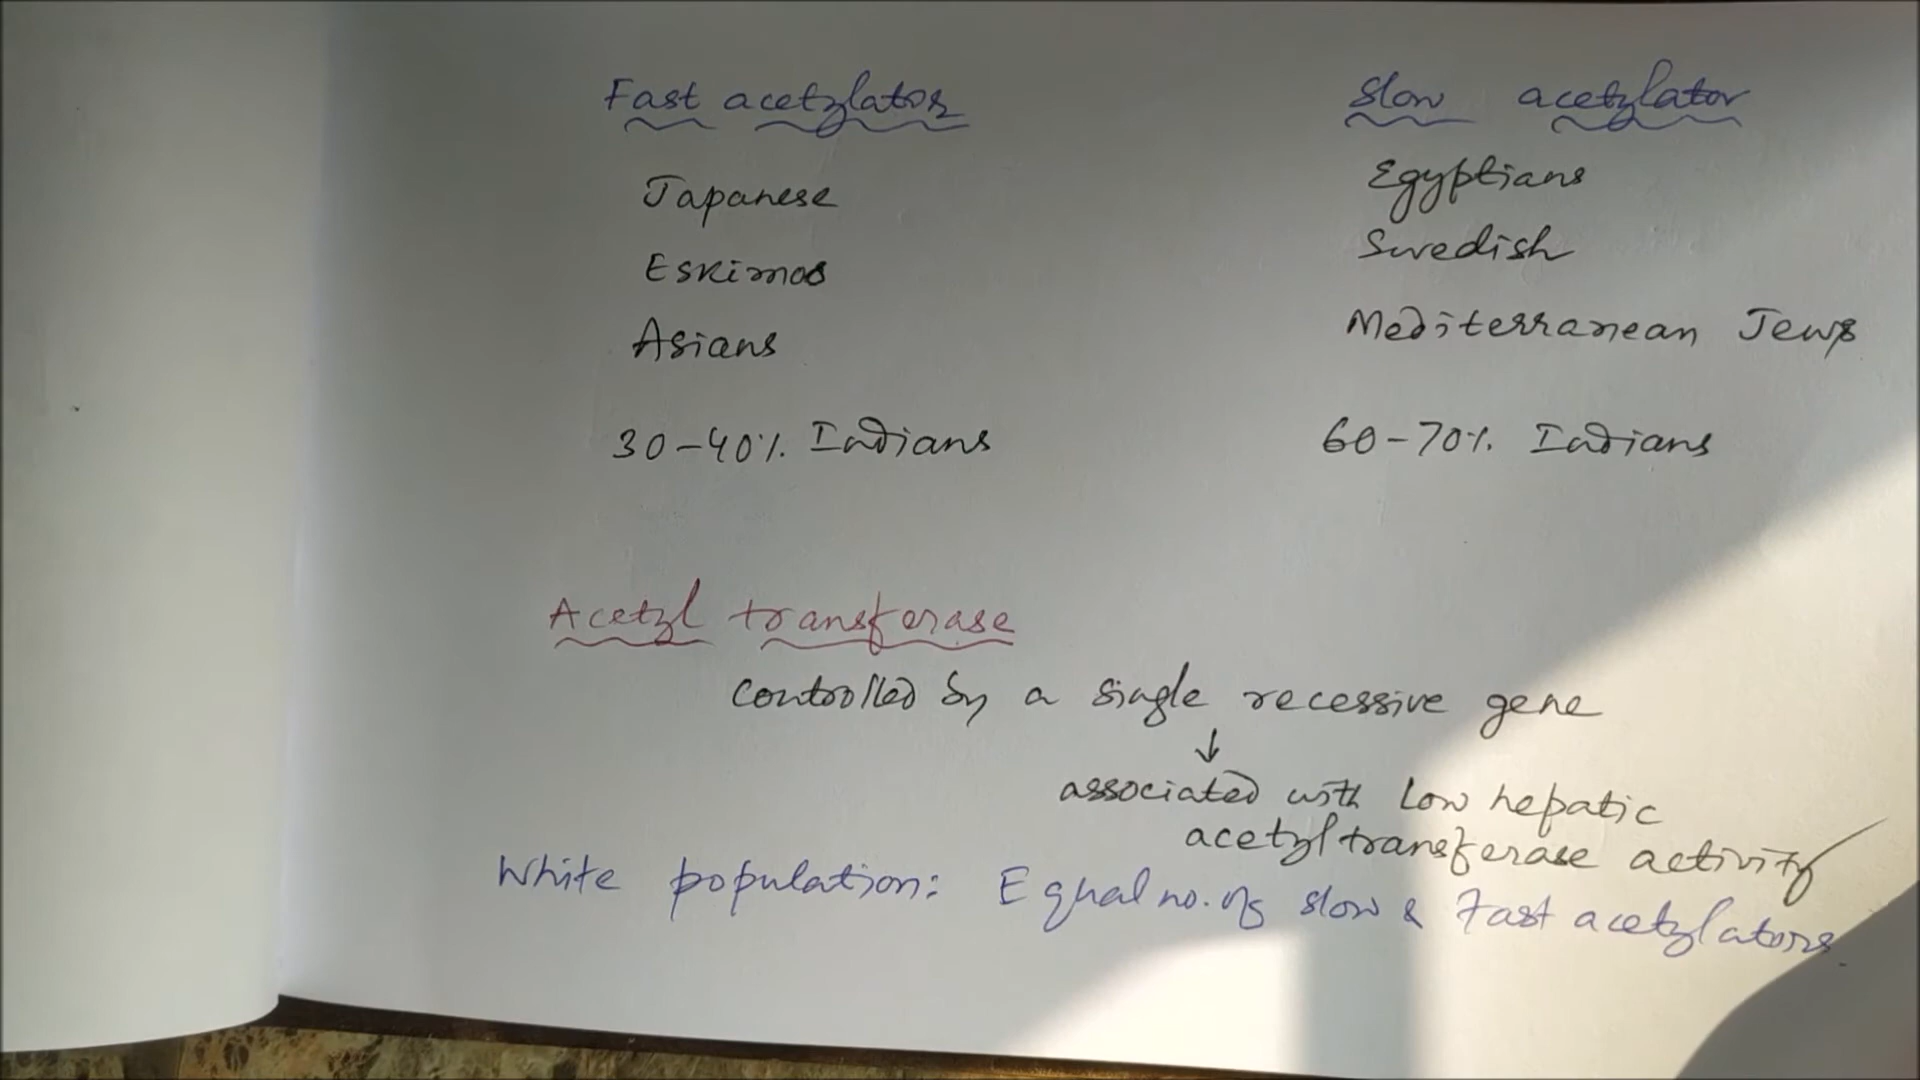 Fast acetylator
Slow acetylator
Japanese
Egyptians
Eskimos
Swedish
Asians
Mediterranean Jews
30-40% Indians
60-70% Indians
Acetyl transferase
Controlled by a single recessive gene
↓
associated with Low hepatic
acetyltransferase activity
White population: Equal no. of slow & Fast acetylators.